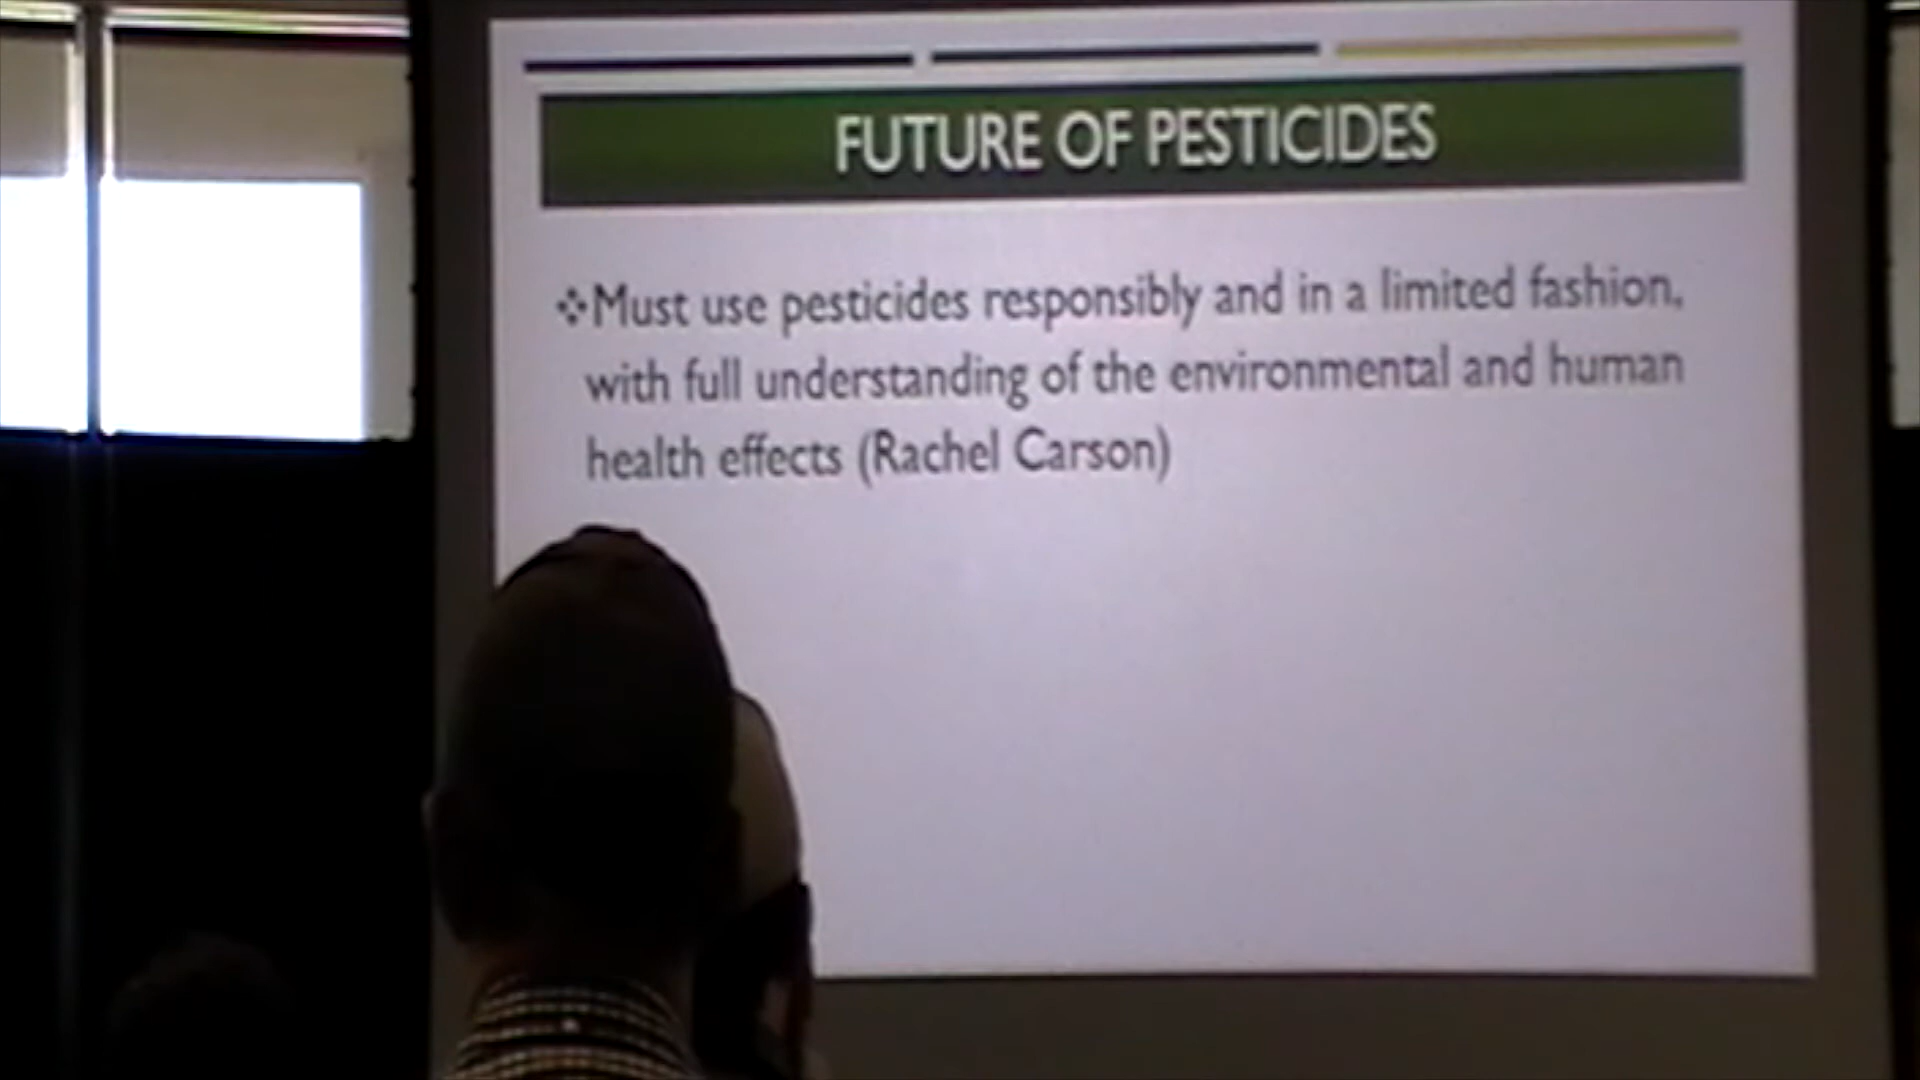 FUTURE OF PESTICIDES
❖Must use pesticides responsibly and in a limited fashion,
with full understanding of the environmental and human
health effects (Rachel Carson)